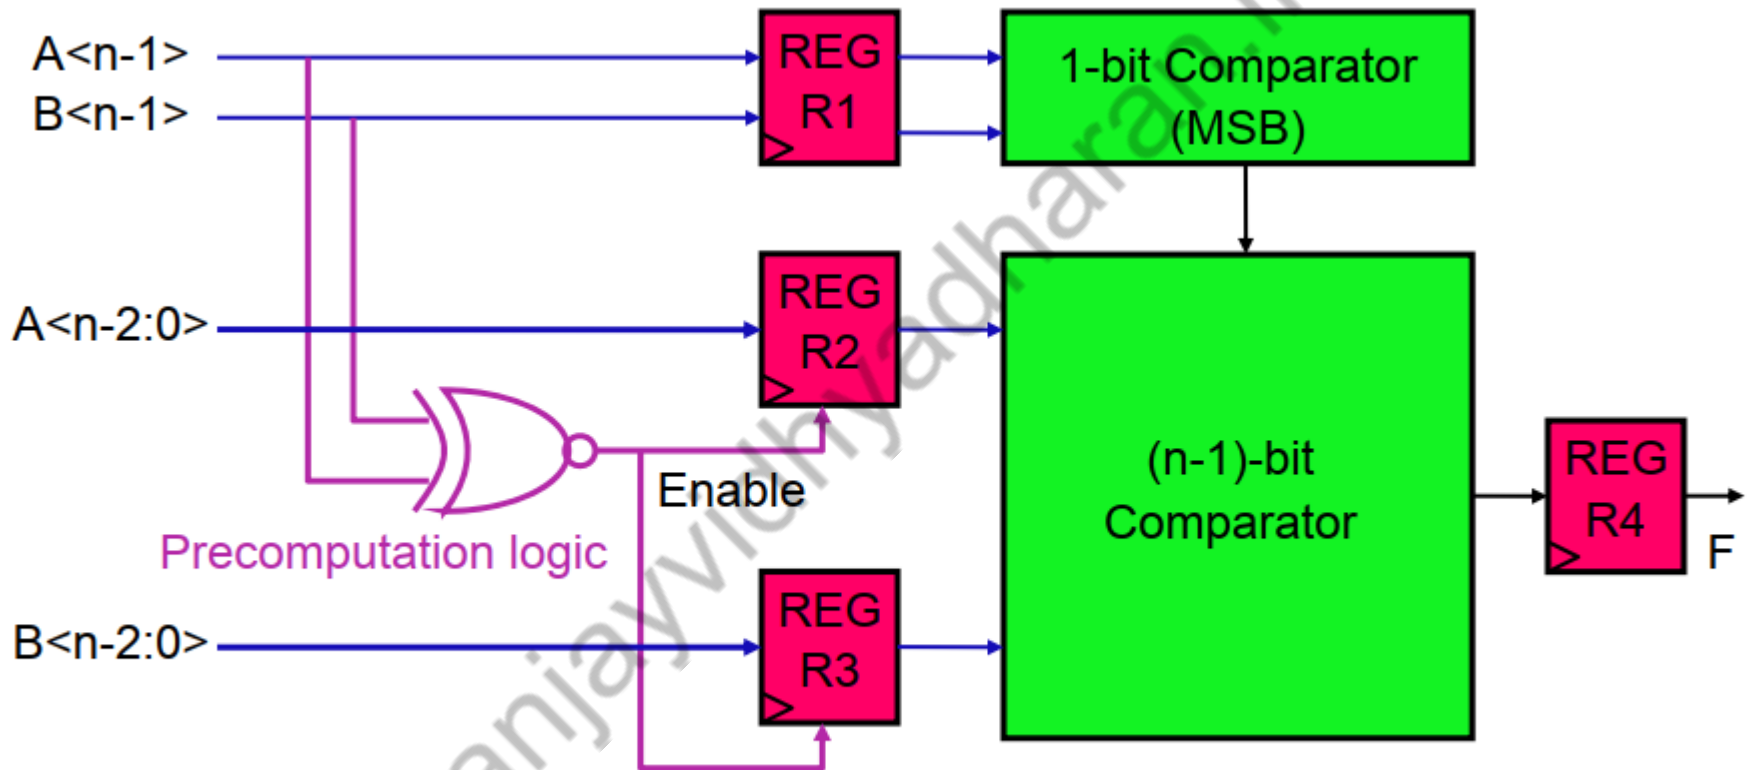 A<n-1>
B<n-1>
REG
R1
1-bit Comparator
(MSB)
A<n-2:0>
REG
R2
Enable
Precomputation logic
(n-1)-bit
Comparator
REG
R4
F
B<n-2:0>
REG
R3